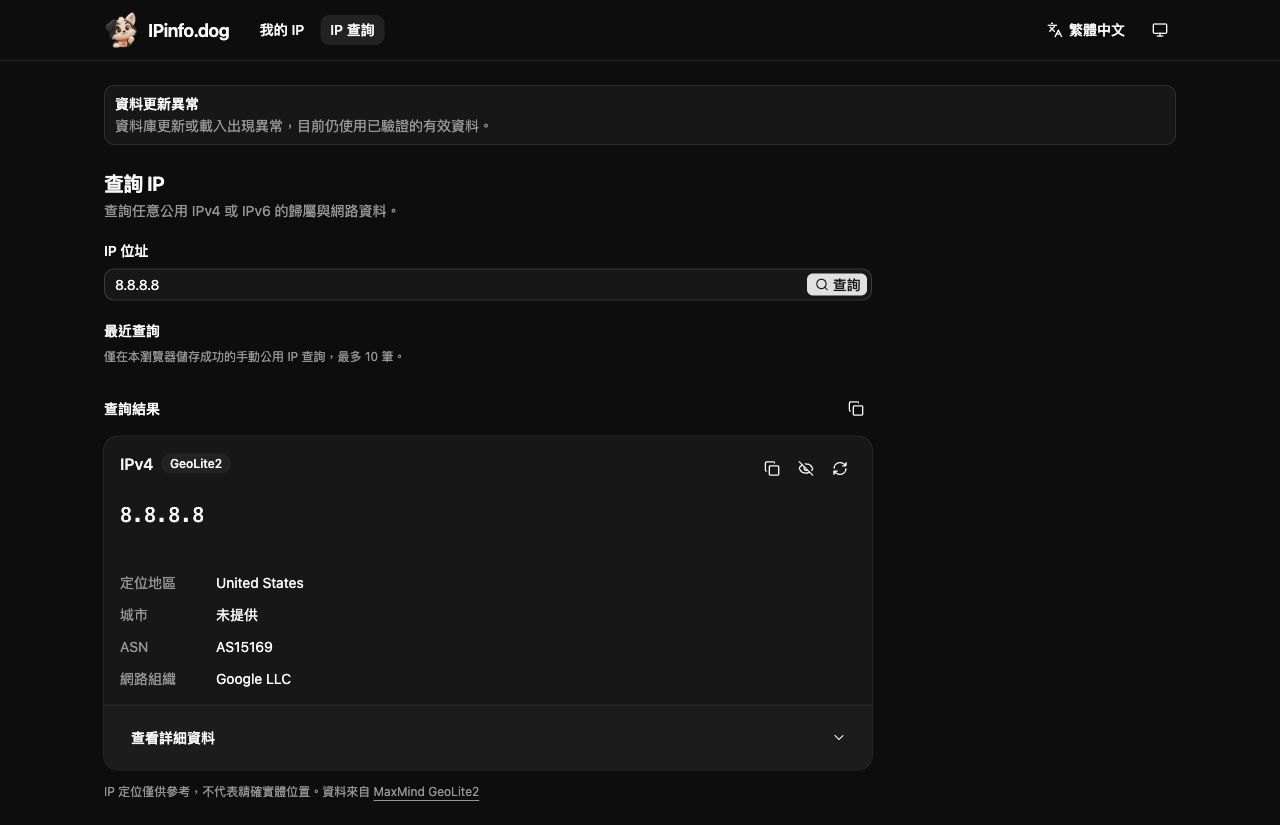 IPinfo.dog
我的 IP
IP 查詢
繁體中文
資料更新異常
資料庫更新或載入出現異常，目前仍使用已驗證的有效資料。
查詢 IP
查詢任意公用 IPv4 或 IPv6 的歸屬與網路資料。
IP 位址
8.8.8.8
查詢
最近查詢
僅在本瀏覽器儲存成功的手動公用 IP 查詢，最多 10 筆。
查詢結果
IPv4 GeoLite2
8.8.8.8
定位地區 United States
城市 未提供
ASN AS15169
網路組織 Google LLC
查看詳細資料
IP 定位僅供參考，不代表精確實體位置。資料來自 MaxMind GeoLite2